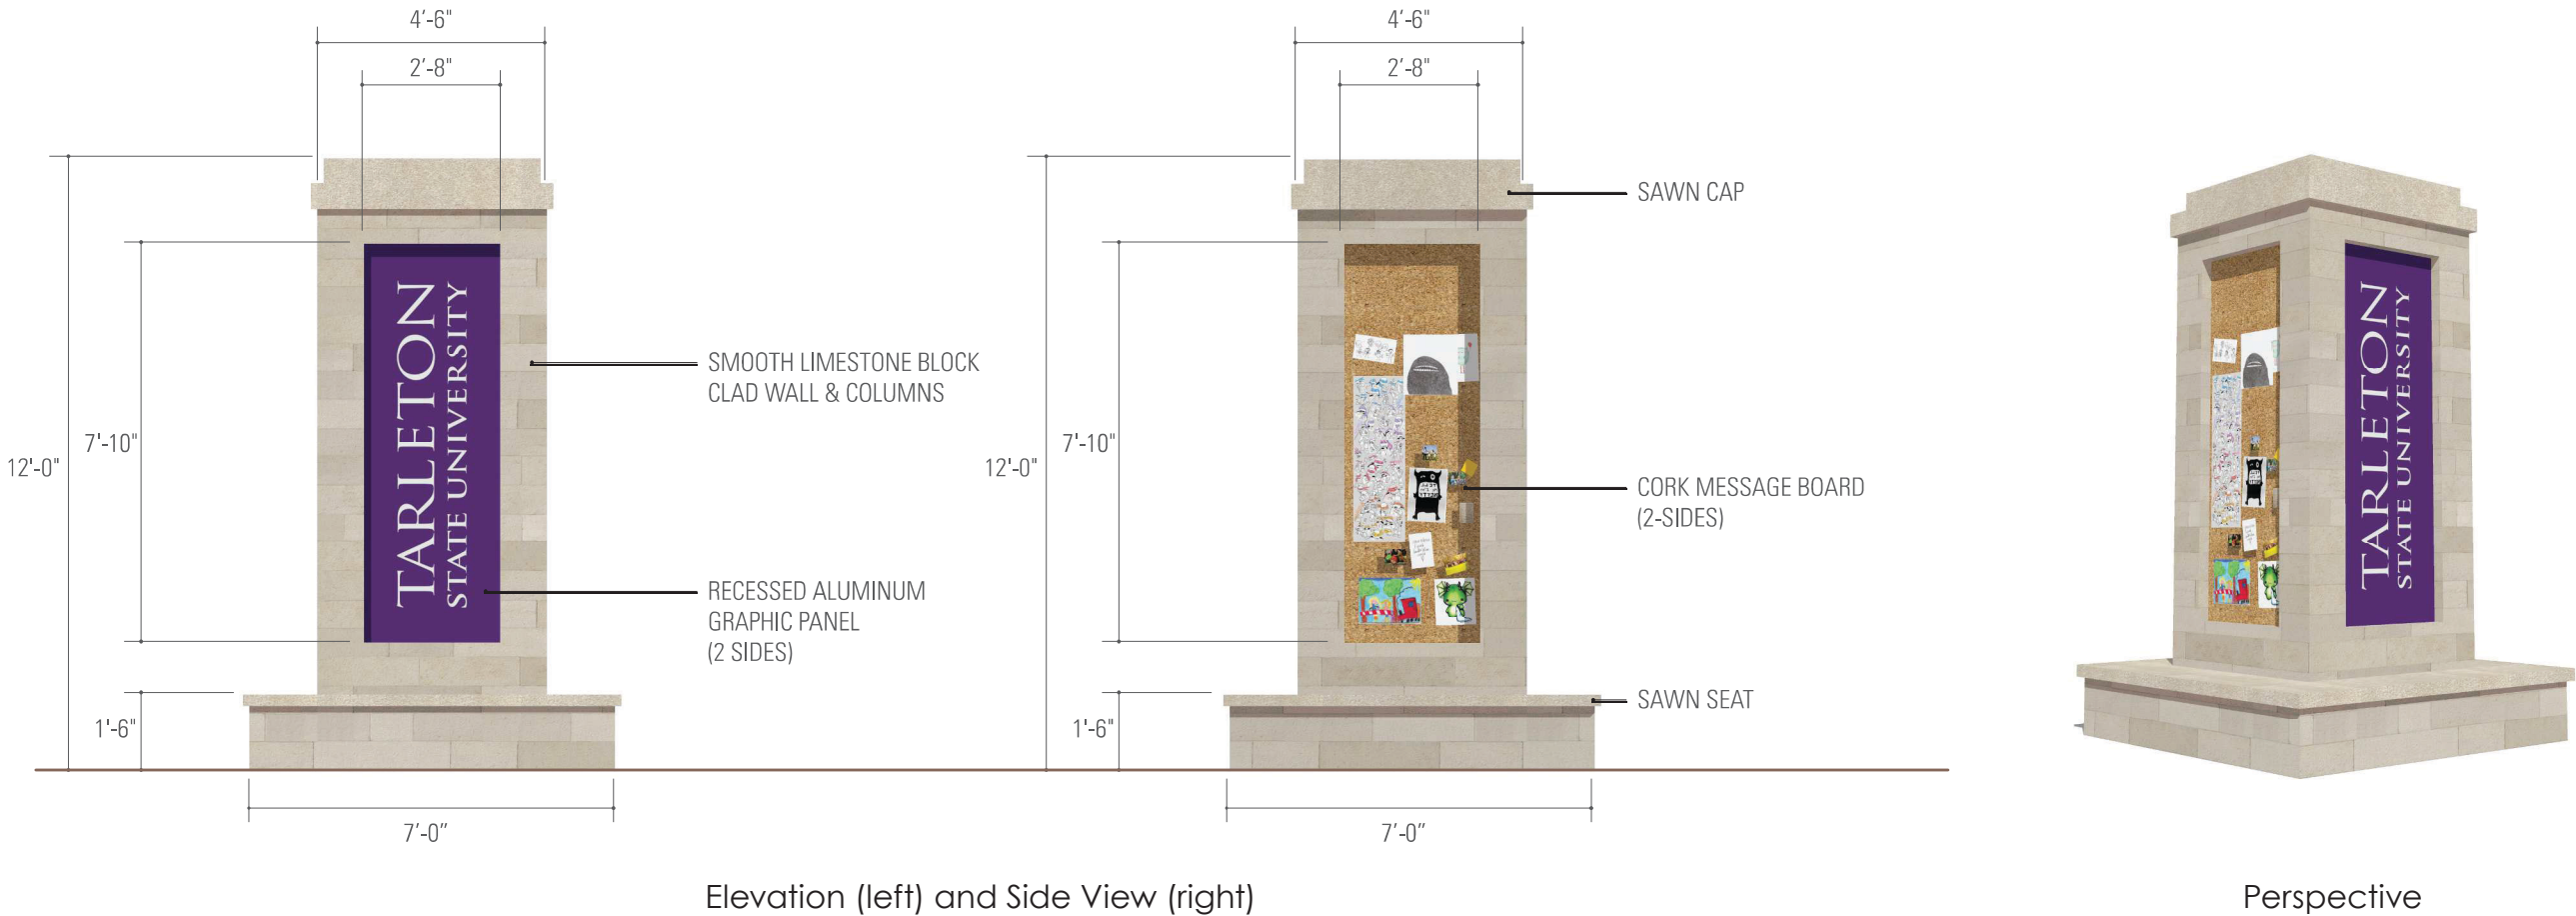 4'-6"
2'-8"
12'-0"
7'-10"
1'-6"
7'-0"
TARLETON
STATE UNIVERSITY
SMOOTH LIMESTONE BLOCK
CLAD WALL & COLUMNS
RECESSED ALUMINUM
GRAPHIC PANEL
(2 SIDES)
4'-6"
2'-8"
12'-0"
7'-10"
1'-6"
7'-0"
SAWN CAP
CORK MESSAGE BOARD
(2-SIDES)
SAWN SEAT
TARLETON
STATE UNIVERSITY
Elevation (left) and Side View (right)
Perspective